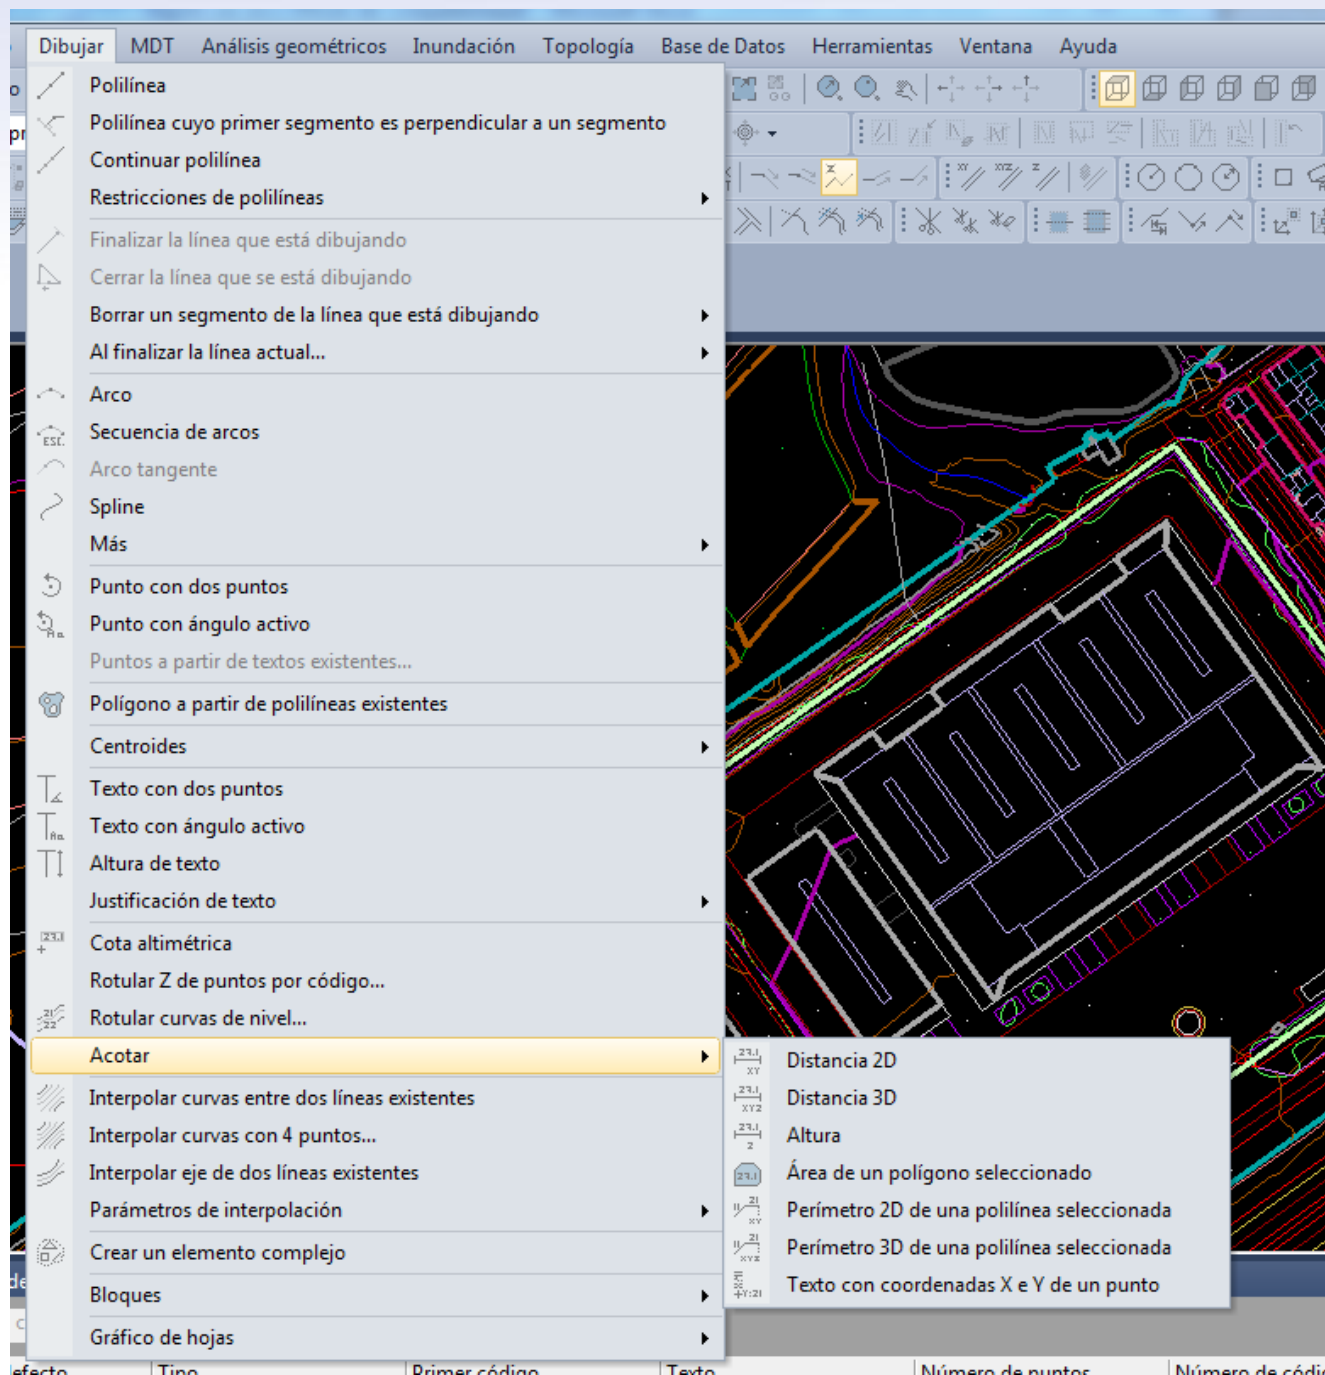 Dibujar MDT Análisis geométricos Inundación Topología Base de Datos Herramientas Ventana Ayuda
Polilínea
Polilínea cuyo primer segmento es perpendicular a un segmento
Continuar polilínea
Restricciones de polilíneas
Finalizar la línea que está dibujando
Cerrar la línea que se está dibujando
Borrar un segmento de la línea que está dibujando
Al finalizar la línea actual...
Arco
Secuencia de arcos
Arco tangente
Spline
Más
Punto con dos puntos
Punto con ángulo activo
Puntos a partir de textos existentes...
Polígono a partir de polilíneas existentes
Centroides
Texto con dos puntos
Texto con ángulo activo
Altura de texto
Justificación de texto
Cota altimétrica
Rotular Z de puntos por código...
Rotular curvas de nivel...
Acotar
Distancia 2D
Distancia 3D
Altura
Área de un polígono seleccionado
Perímetro 2D de una polilínea seleccionada
Perímetro 3D de una polilínea seleccionada
Texto con coordenadas X e Y de un punto
Interpolar curvas entre dos líneas existentes
Interpolar curvas con 4 puntos...
Interpolar eje de dos líneas existentes
Parámetros de interpolación
Crear un elemento complejo
Bloques
Gráfico de hojas
Tipo Primer código Texto Número de puntos Número de códi